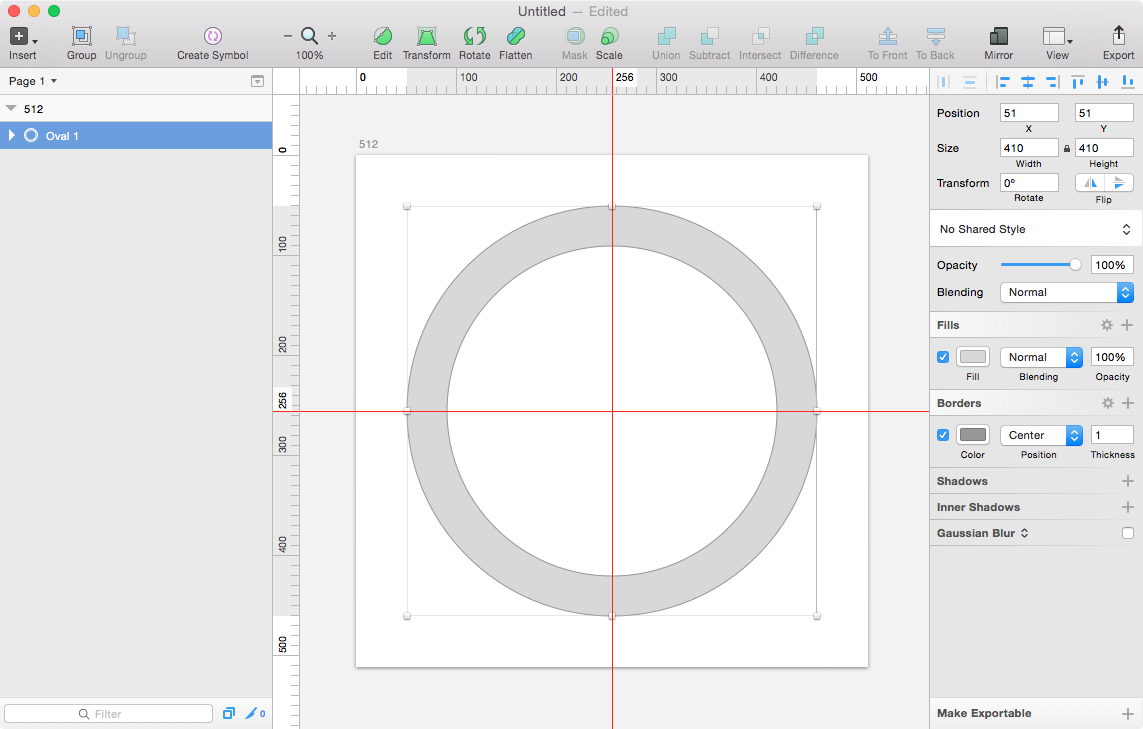 Untitled — Edited
Insert Group Ungroup Create Symbol 100% Edit Transform Rotate Flatten Mask Scale Union Subtract Intersect Difference To Front To Back Mirror View Export
Page 1
0 100 200 256 300 400 500
512
Oval 1
512
0
100
200
256
300
400
500
Position 51 51
X Y
Size 410 410
Width Height
Transform 0°
Rotate Flip
No Shared Style
Opacity 100%
Blending Normal
Fills
Normal 100%
Fill Blending Opacity
Borders
Center 1
Color Position Thickness
Shadows
Inner Shadows
Gaussian Blur
Filter 0
Make Exportable